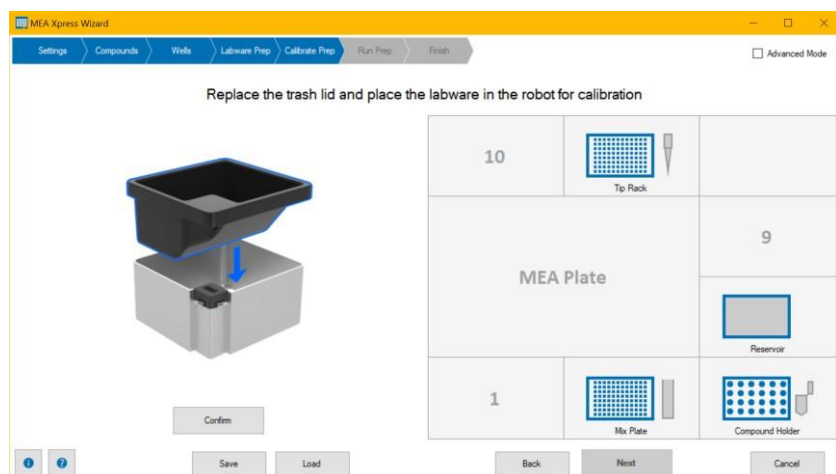 MEA Xpress Wizard
Settings Compounds Wells Labware Prep Calibrate Prep Run Prep Finish
Advanced Mode
Replace the trash lid and place the labware in the robot for calibration
10
Tip Rack
9
MEA Plate
Reservoir
1
Mix Plate
Compound Holder
Confirm
Save Load Back Next Cancel